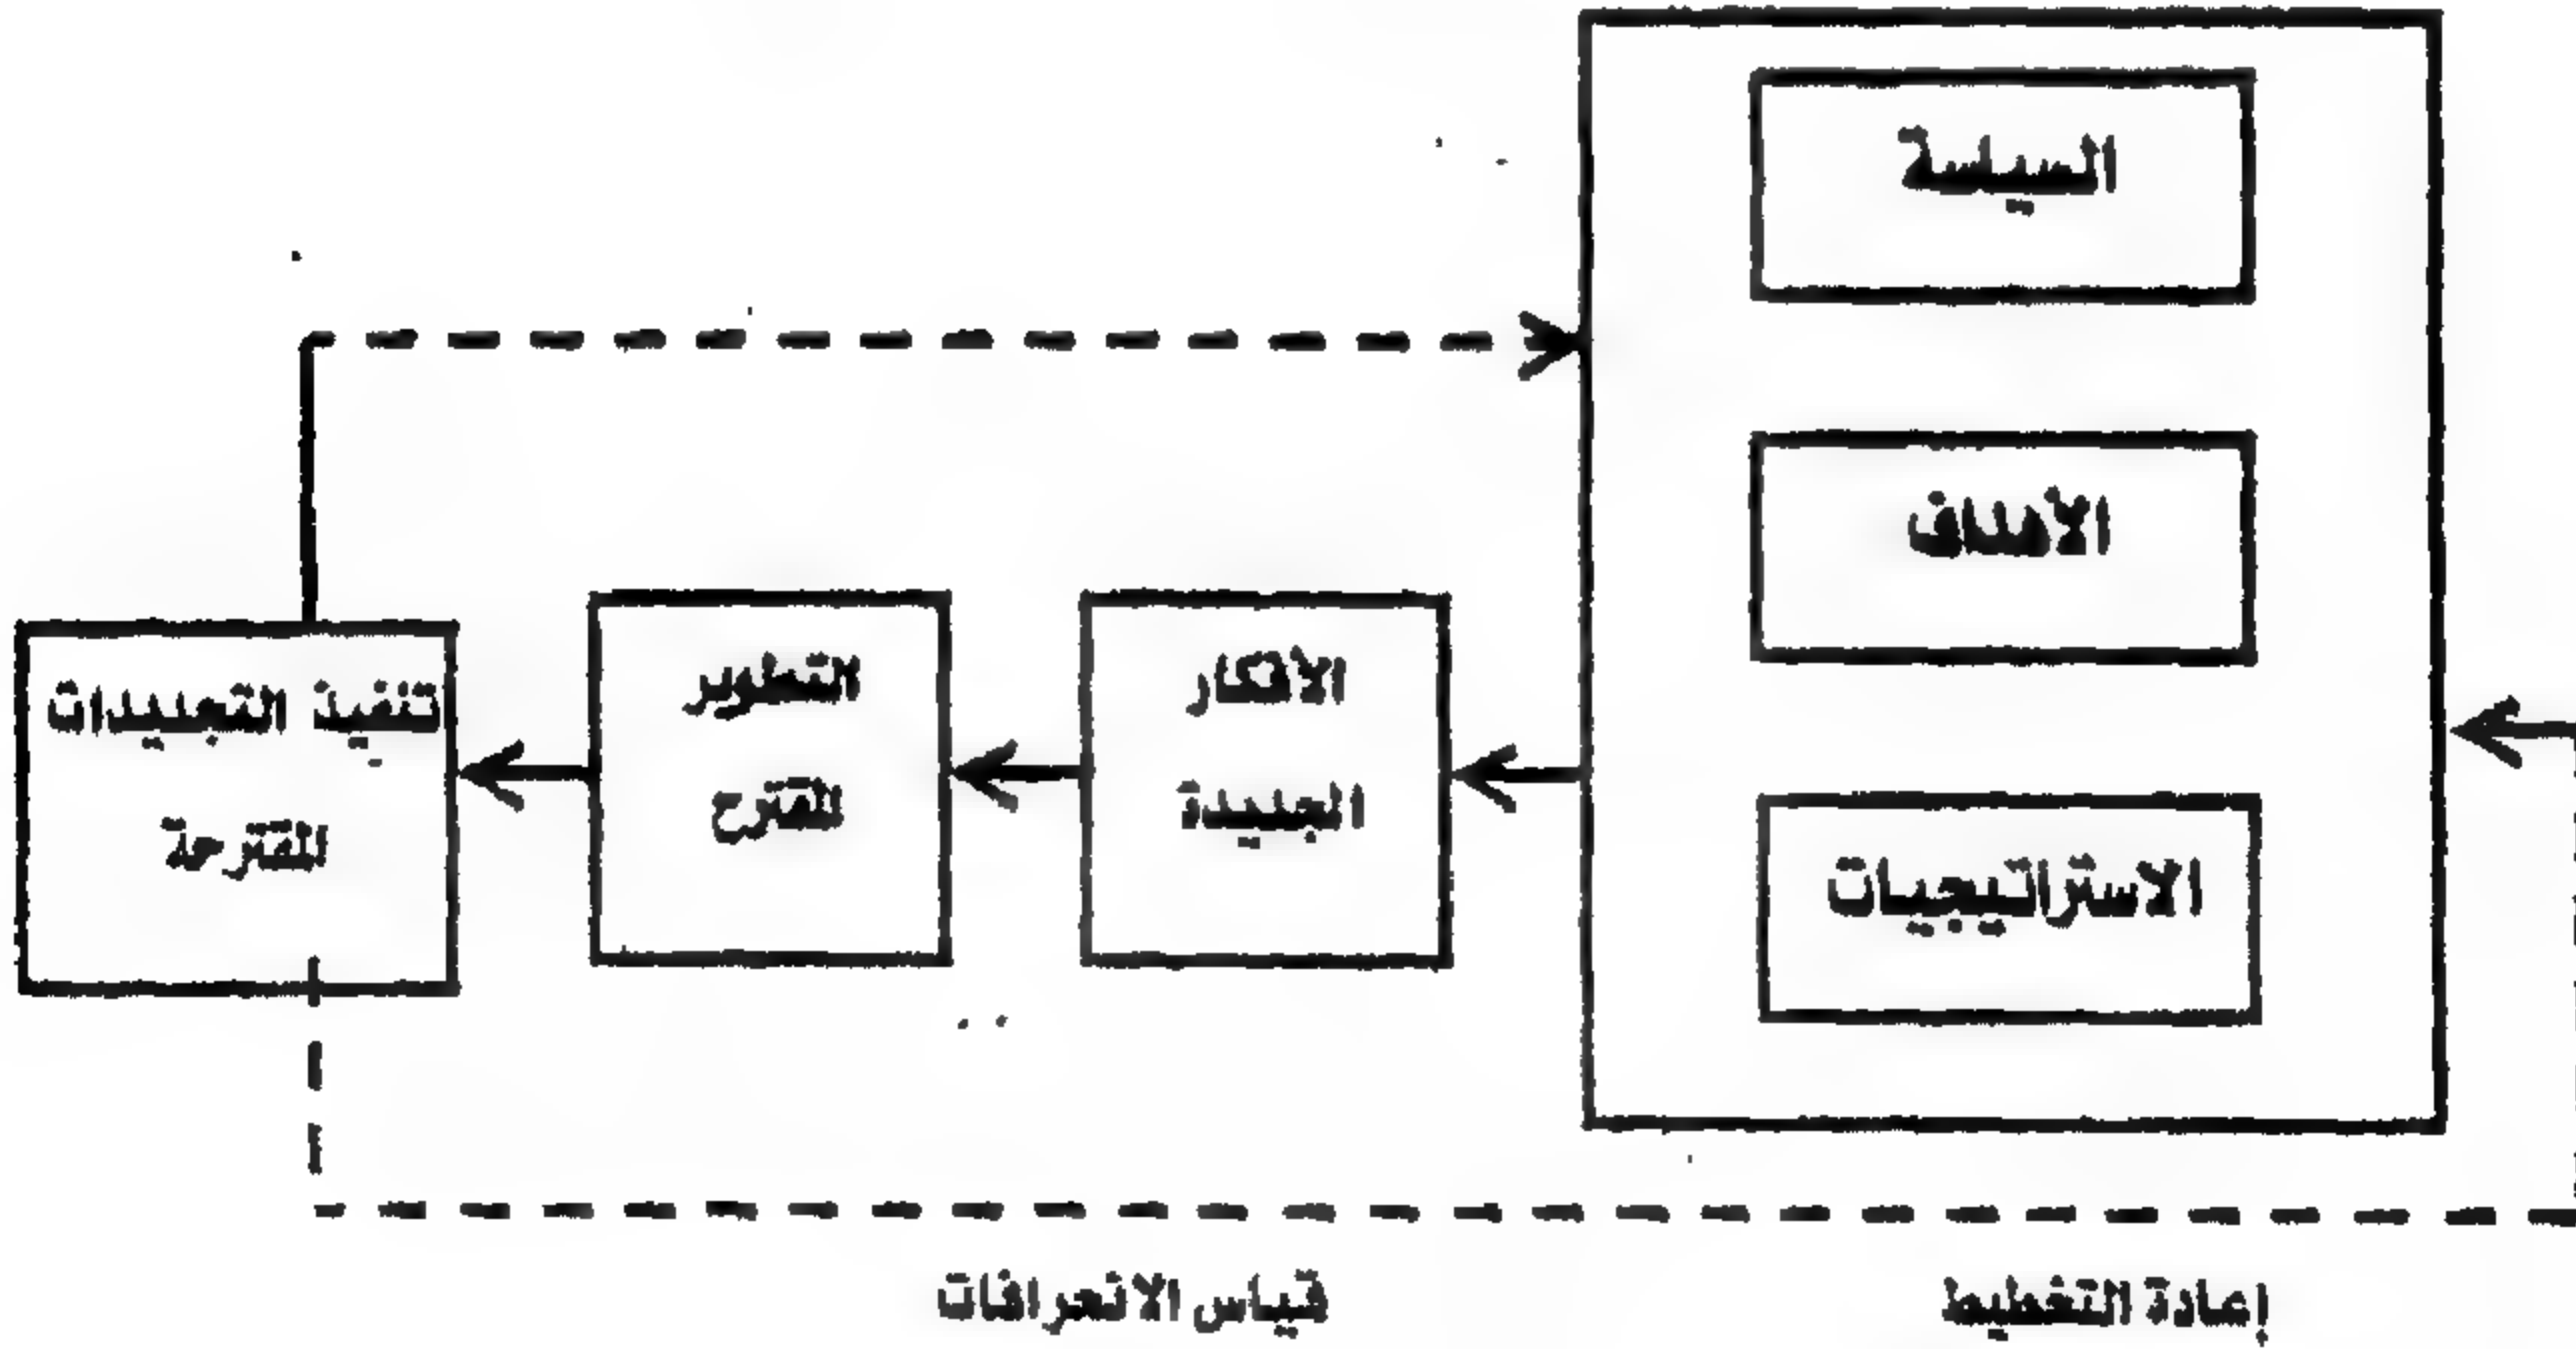 السياسة
الأهداف
الاستراتيجيات
الأفكار
الجديدة
التطوير
المقترح
تنفيذ التجديدات
المقترحة
إعادة التخطيط
قياس الانحرافات